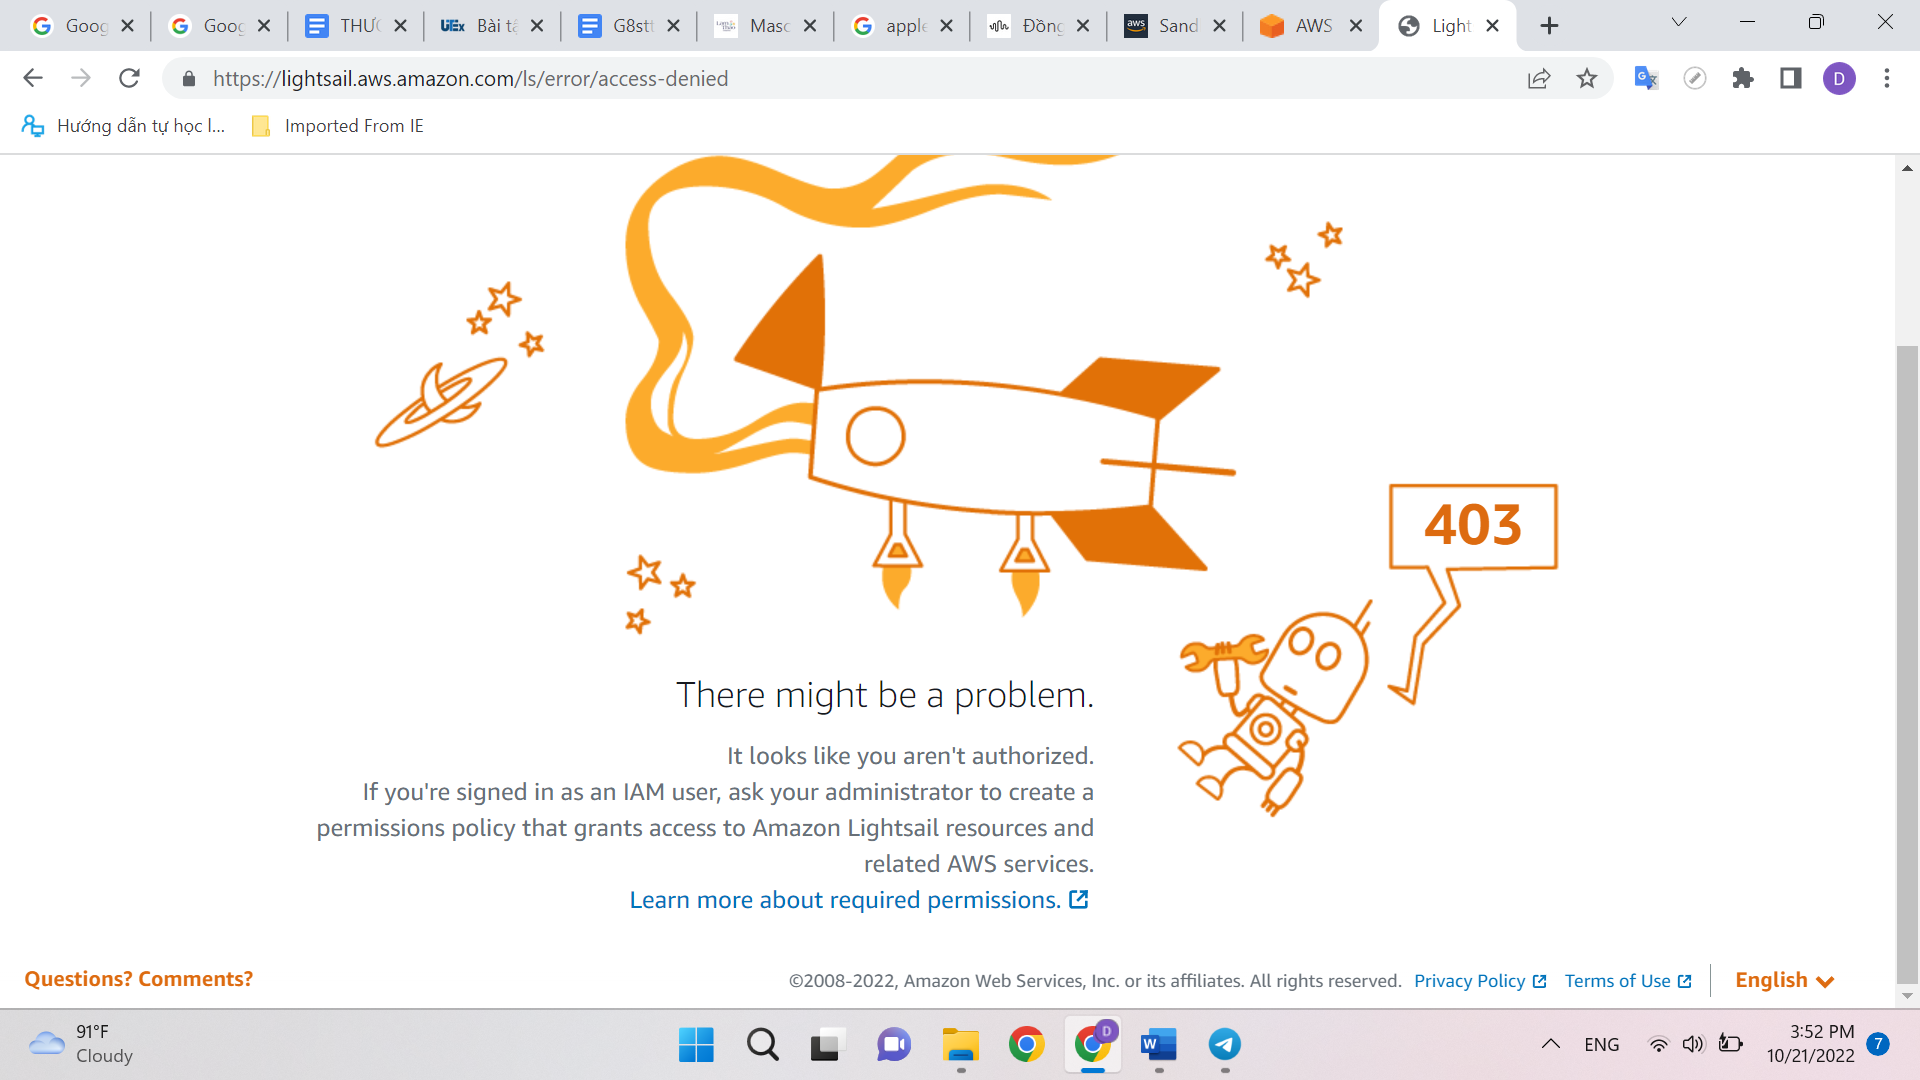 Goog
Goog
THƯ
UEx Bài tậ
G8st
Masc
apple
Đồng
aws Sand
AWS
Light
https://lightsail.aws.amazon.com/ls/error/access-denied
D
Hướng dẫn tự học l...
Imported From IE
403
There might be a problem.
It looks like you aren't authorized.
If you're signed in as an IAM user, ask your administrator to create a
permissions policy that grants access to Amazon Lightsail resources and
related AWS services.
Learn more about required permissions.
Questions? Comments?
©2008-2022, Amazon Web Services, Inc. or its affiliates. All rights reserved. Privacy Policy Terms of Use English
91°F
Cloudy
D
W
ENG
3:52 PM
10/21/2022
7